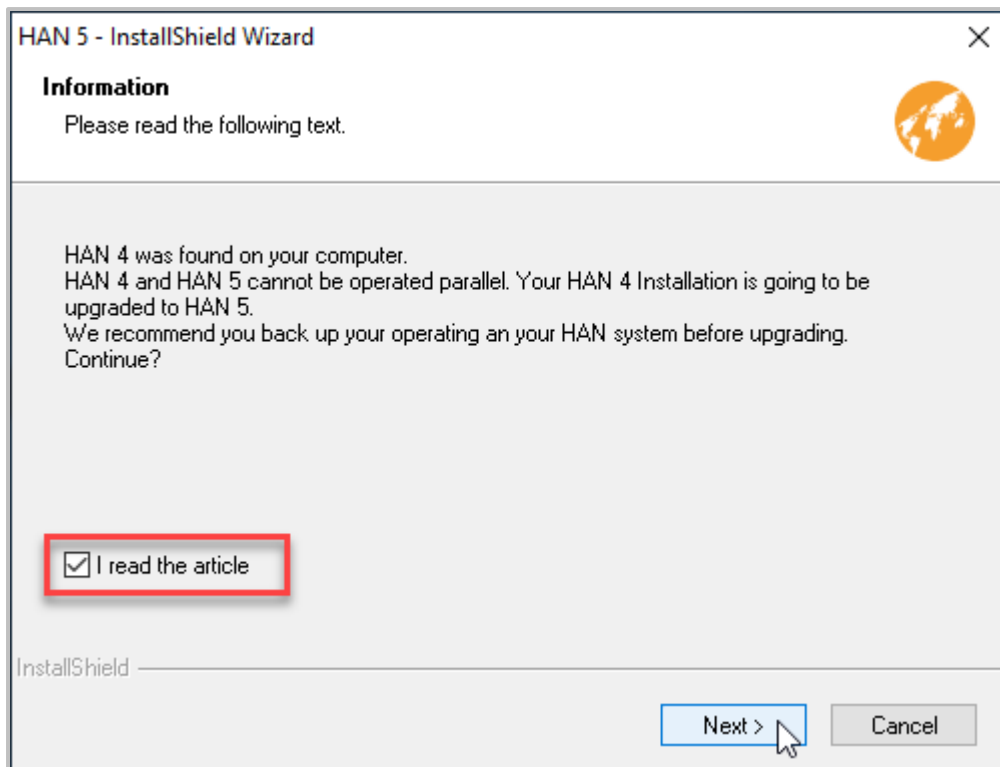 HAN 5 - InstallShield Wizard
Information
Please read the following text.
HAN 4 was found on your computer.
HAN 4 and HAN 5 cannot be operated parallel. Your HAN 4 Installation is going to be
upgraded to HAN 5.
We recommend you back up your operating an your HAN system before upgrading.
Continue?
I read the article
InstallShield
Next >
Cancel